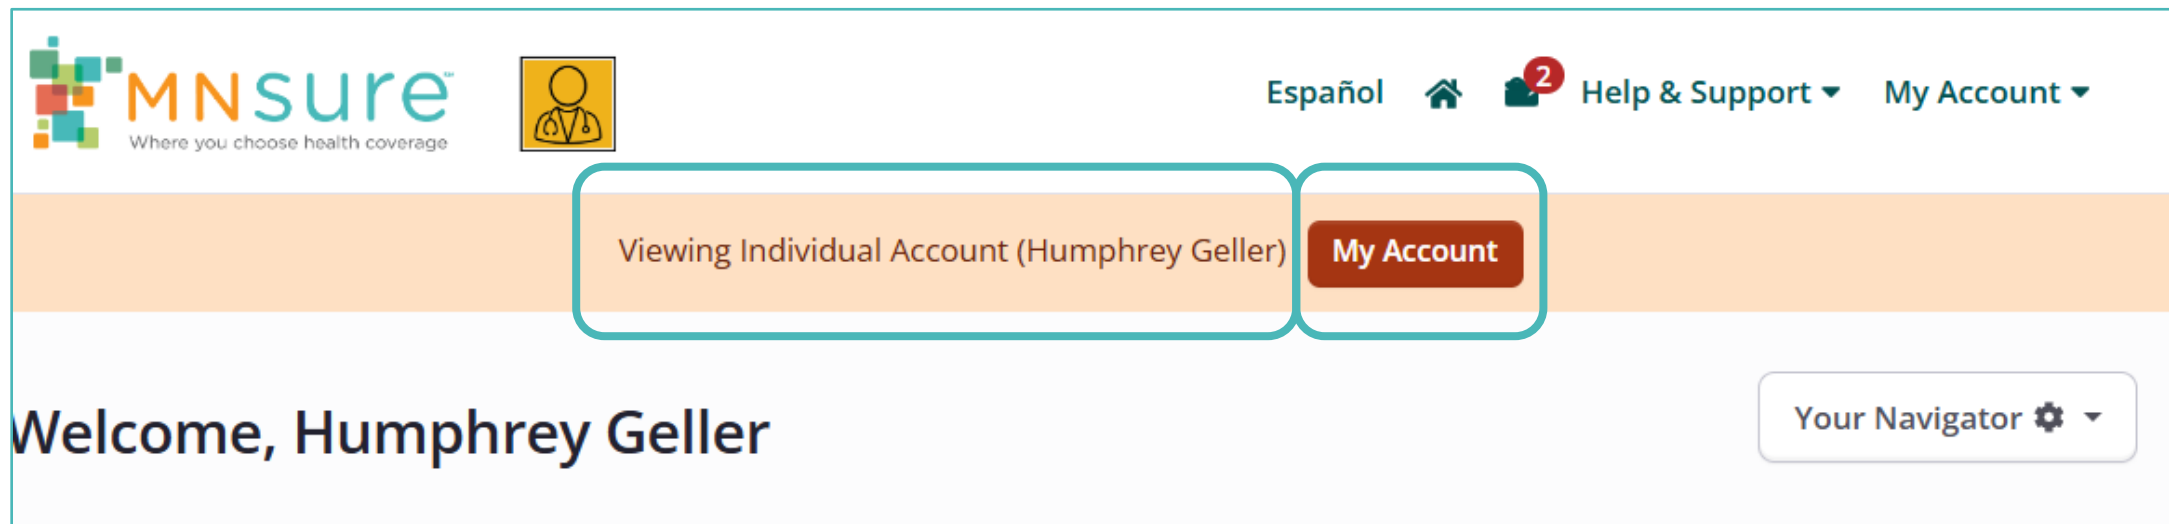 MNsure
Where you choose health coverage
Español 2 Help & Support My Account
Viewing Individual Account (Humphrey Geller) My Account
Welcome, Humphrey Geller
Your Navigator